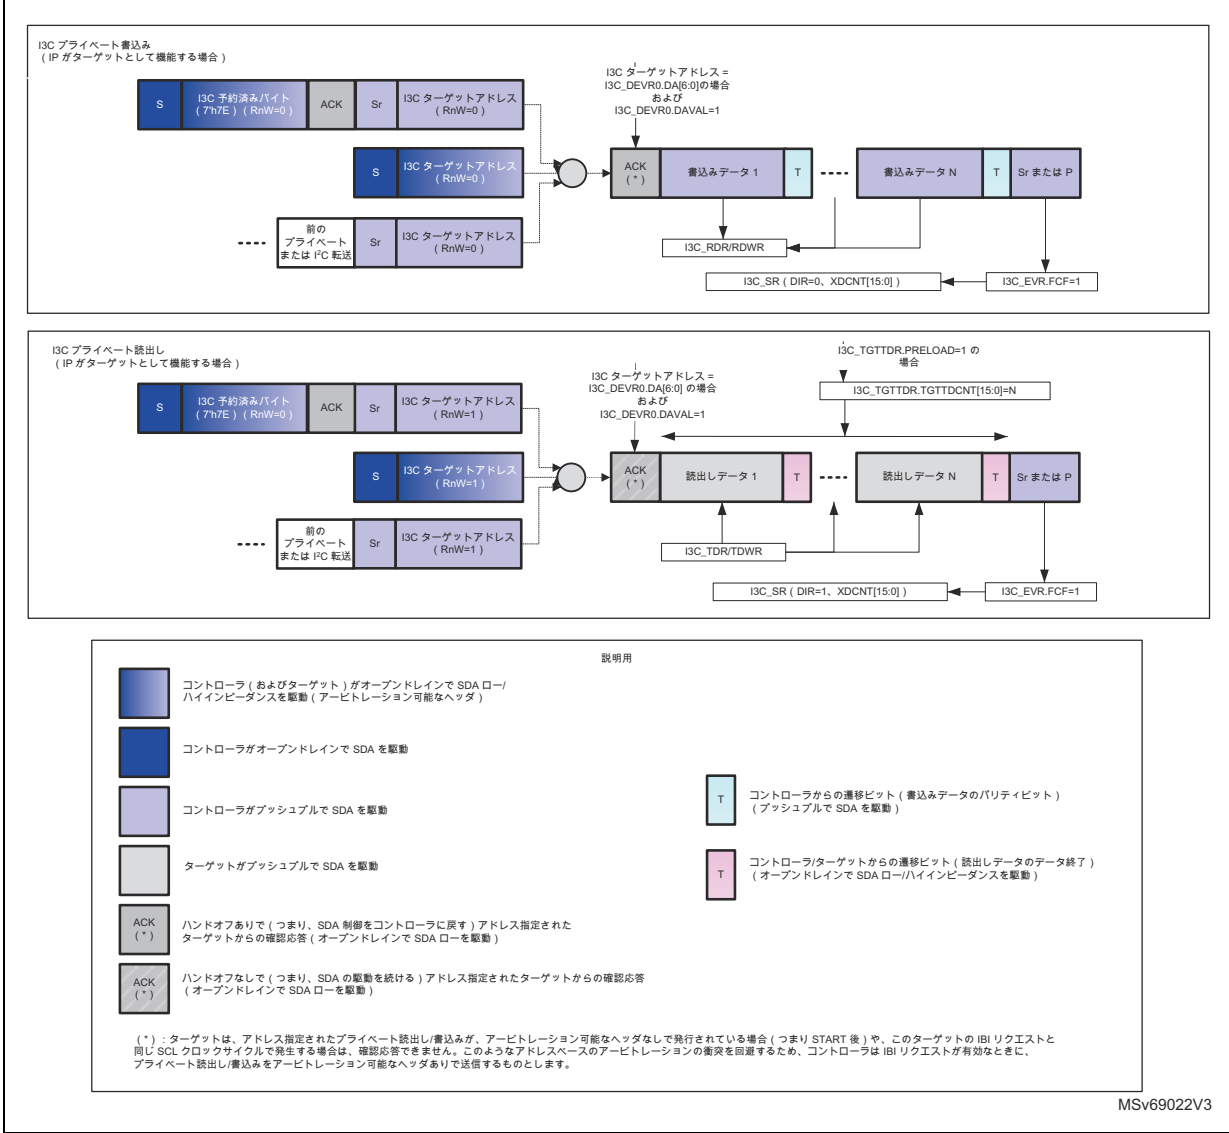 I3C プライベート書込み
( IP がターゲットとして機能する場合 )
S
I3C 予約済みバイト
( 7'h7E ) ( RnW=0 )
ACK
Sr
I3C ターゲットアドレス
( RnW=0 )
S
I3C ターゲットアドレス
( RnW=0 )
前の
プライベート
または I²C 転送
Sr
I3C ターゲットアドレス
( RnW=0 )
I3C ターゲットアドレス =
I3C_DEVR0.DA[6:0]の場合
および
I3C_DEVR0.DAVAL=1
ACK
( * )
書込みデータ 1
T
書込みデータ N
T
Sr または P
I3C_RDR/RDWR
I3C_SR ( DIR=0、XDCNT[15:0] )
I3C_EVR.FCF=1
I3C プライベート読出し
( IP がターゲットとして機能する場合 )
S
I3C 予約済みバイト
( 7'h7E ) ( RnW=0 )
ACK
Sr
I3C ターゲットアドレス
( RnW=1 )
S
I3C ターゲットアドレス
( RnW=1 )
前の
プライベート
または I²C 転送
Sr
I3C ターゲットアドレス
( RnW=1 )
I3C ターゲットアドレス =
I3C_DEVR0.DA[6:0] の場合
および
I3C_DEVR0.DAVAL=1
I3C_TGTTDR.PRELOAD=1 の
場合
I3C_TGTTDR.TGTTDCNT[15:0]=N
ACK
( * )
読出しデータ 1
T
読出しデータ N
T
Sr または P
I3C_TDR/TDWR
I3C_SR ( DIR=1、XDCNT[15:0] )
I3C_EVR.FCF=1
説明用
コントローラ ( およびターゲット ) がオープンドレインで SDA ロー/
ハイインピーダンスを駆動 ( アービトレーション可能なヘッダ )
コントローラがオープンドレインで SDA を駆動
コントローラがプッシュプルで SDA を駆動
ターゲットがプッシュプルで SDA を駆動
ACK
( * )
ハンドオフありで ( つまり、SDA 制御をコントローラに戻す ) アドレス指定された
ターゲットからの確認応答 ( オープンドレインで SDA ローを駆動 )
ACK
( * )
ハンドオフなしで ( つまり、SDA の駆動を続ける ) アドレス指定されたターゲットからの確認応答
( オープンドレインで SDA ローを駆動 )
T
コントローラからの遷移ビット ( 書込みデータのパリティビット )
( プッシュプルで SDA を駆動 )
T
コントローラ/ターゲットからの遷移ビット ( 読出しデータのデータ終了 )
( オープンドレインで SDA ロー/ハイインピーダンスを駆動 )
( * ) : ターゲットは、アドレス指定されたプライベート読出し/書込みが、アービトレーション可能なヘッダなしで発行されている場合 ( つまり START 後 ) や、このターゲットの IBI リクエストと
同じ SCL クロックサイクルで発生する場合は、確認応答できません。このようなアドレスベースのアービトレーションの衝突を回避するため、コントローラは IBI リクエストが有効なときに、
プライベート読出し/書込みをアービトレーション可能なヘッダありで送信するものとします。
MSv69022V3